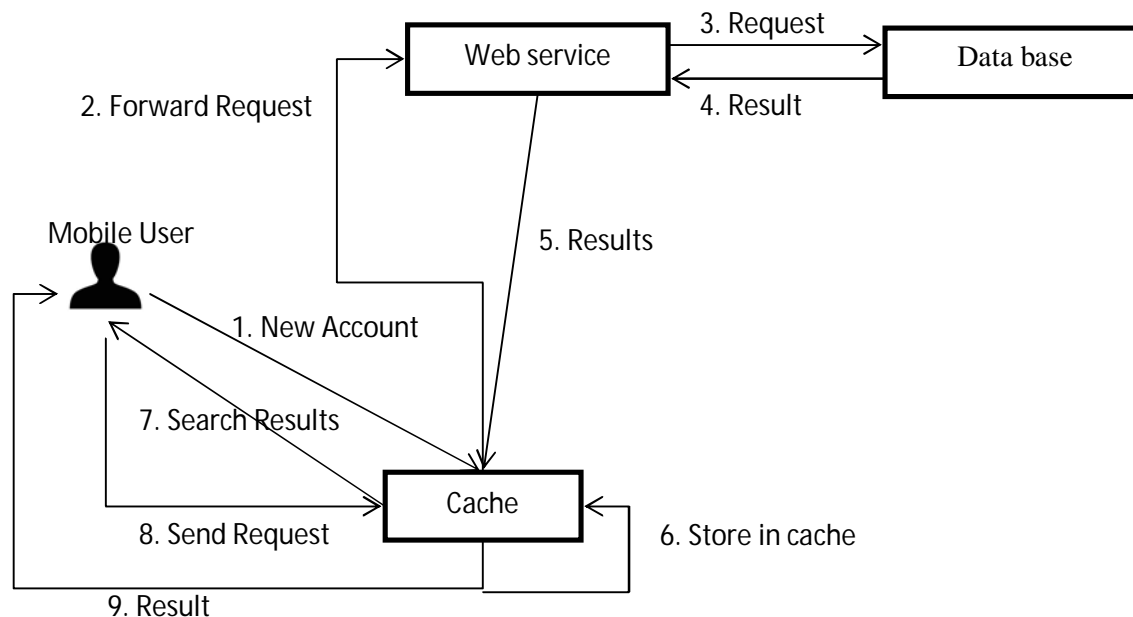 3. Request
Web service
Data base
2. Forward Request
4. Result
Mobile User
5. Results
1. New Account
7. Search Results
Cache
8. Send Request
6. Store in cache
9. Result